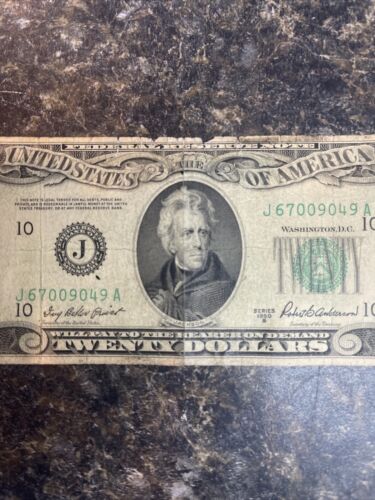 FEDERAL RESERVE NOTE
UNITED STATES OF AMERICA
THE
THIS NOTE IS LEGAL TENDER
FOR ALL DEBTS, PUBLIC AND
PRIVATE, AND IS REDEEMABLE IN LAWFUL MONEY AT THE UNITED STATES
TREASURY, OR AT ANY FEDERAL RESERVE BANK
J 67009049 A
WASHINGTON, D.C.
10
10
J
J 67009049 A
10
10
SERIES
1950
B
Ivy Baker Priest
Robert B. Anderson
Treasurer of the United States.
Secretary of the Treasury.
WILL PAY TO THE BEARER ON DEMAND
TWENTY DOLLARS